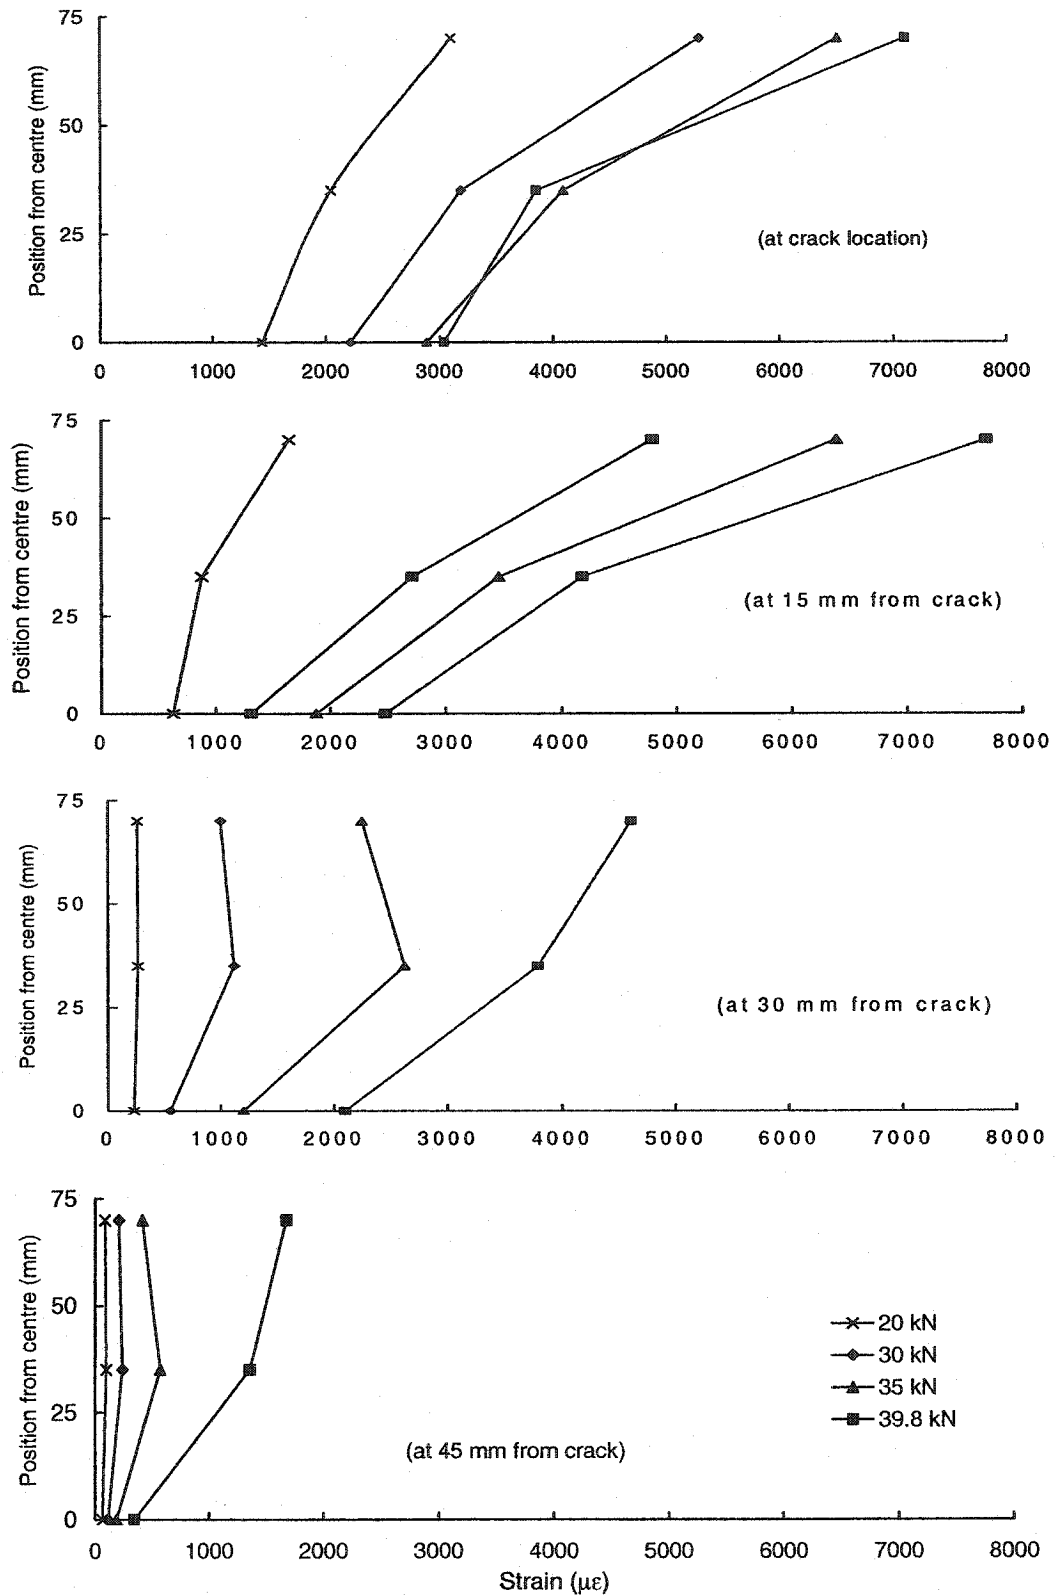 75
50
25
0
Position from centre (mm)
(at crack location)
0 1000 2000 3000 4000 5000 6000 7000 8000
75
50
25
0
Position from centre (mm)
(at 15 mm from crack)
0 1000 2000 3000 4000 5000 6000 7000 8000
75
50
25
0
Position from centre (mm)
(at 30 mm from crack)
0 1000 2000 3000 4000 5000 6000 7000 8000
75
50
25
0
Position from centre (mm)
20 kN
30 kN
35 kN
39.8 kN
(at 45 mm from crack)
0 1000 2000 3000 4000 5000 6000 7000 8000
Strain (με)